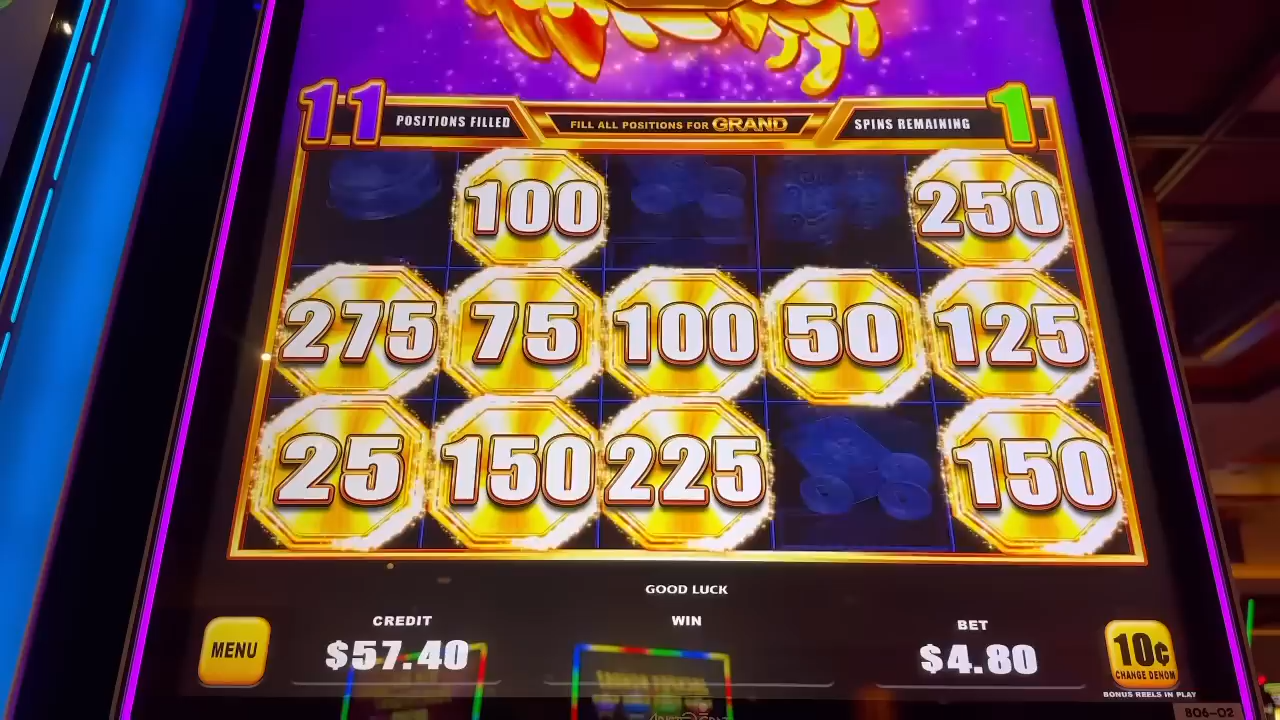 11 POSITIONS FILLED FILL ALL POSITIONS FOR GRAND SPINS REMAINING 1
100 250
275 75 100 50 125
25 150 225 150
GOOD LUCK
CREDIT WIN BET
MENU $57.40 $4.80 10¢
CHANGE DENOM
BONUS REELS IN PLAY
806-02